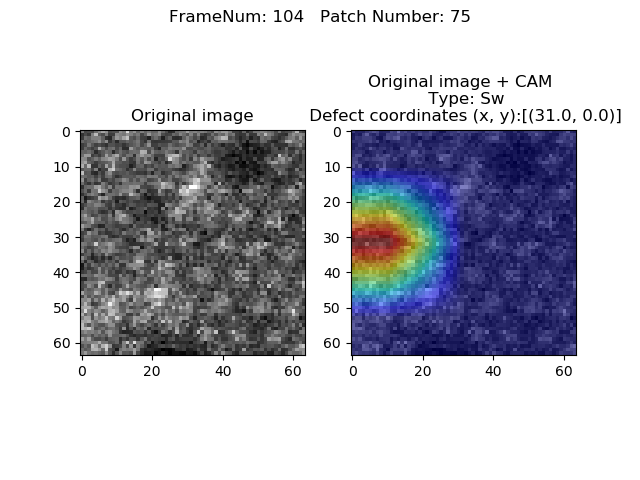 FrameNum: 104   Patch Number: 75
Original image
Original image + CAM
Type: Sw
Defect coordinates (x, y):[(31.0, 0.0)]
0
10
20
30
40
50
60
0 20 40 60
0
10
20
30
40
50
60
0 20 40 60